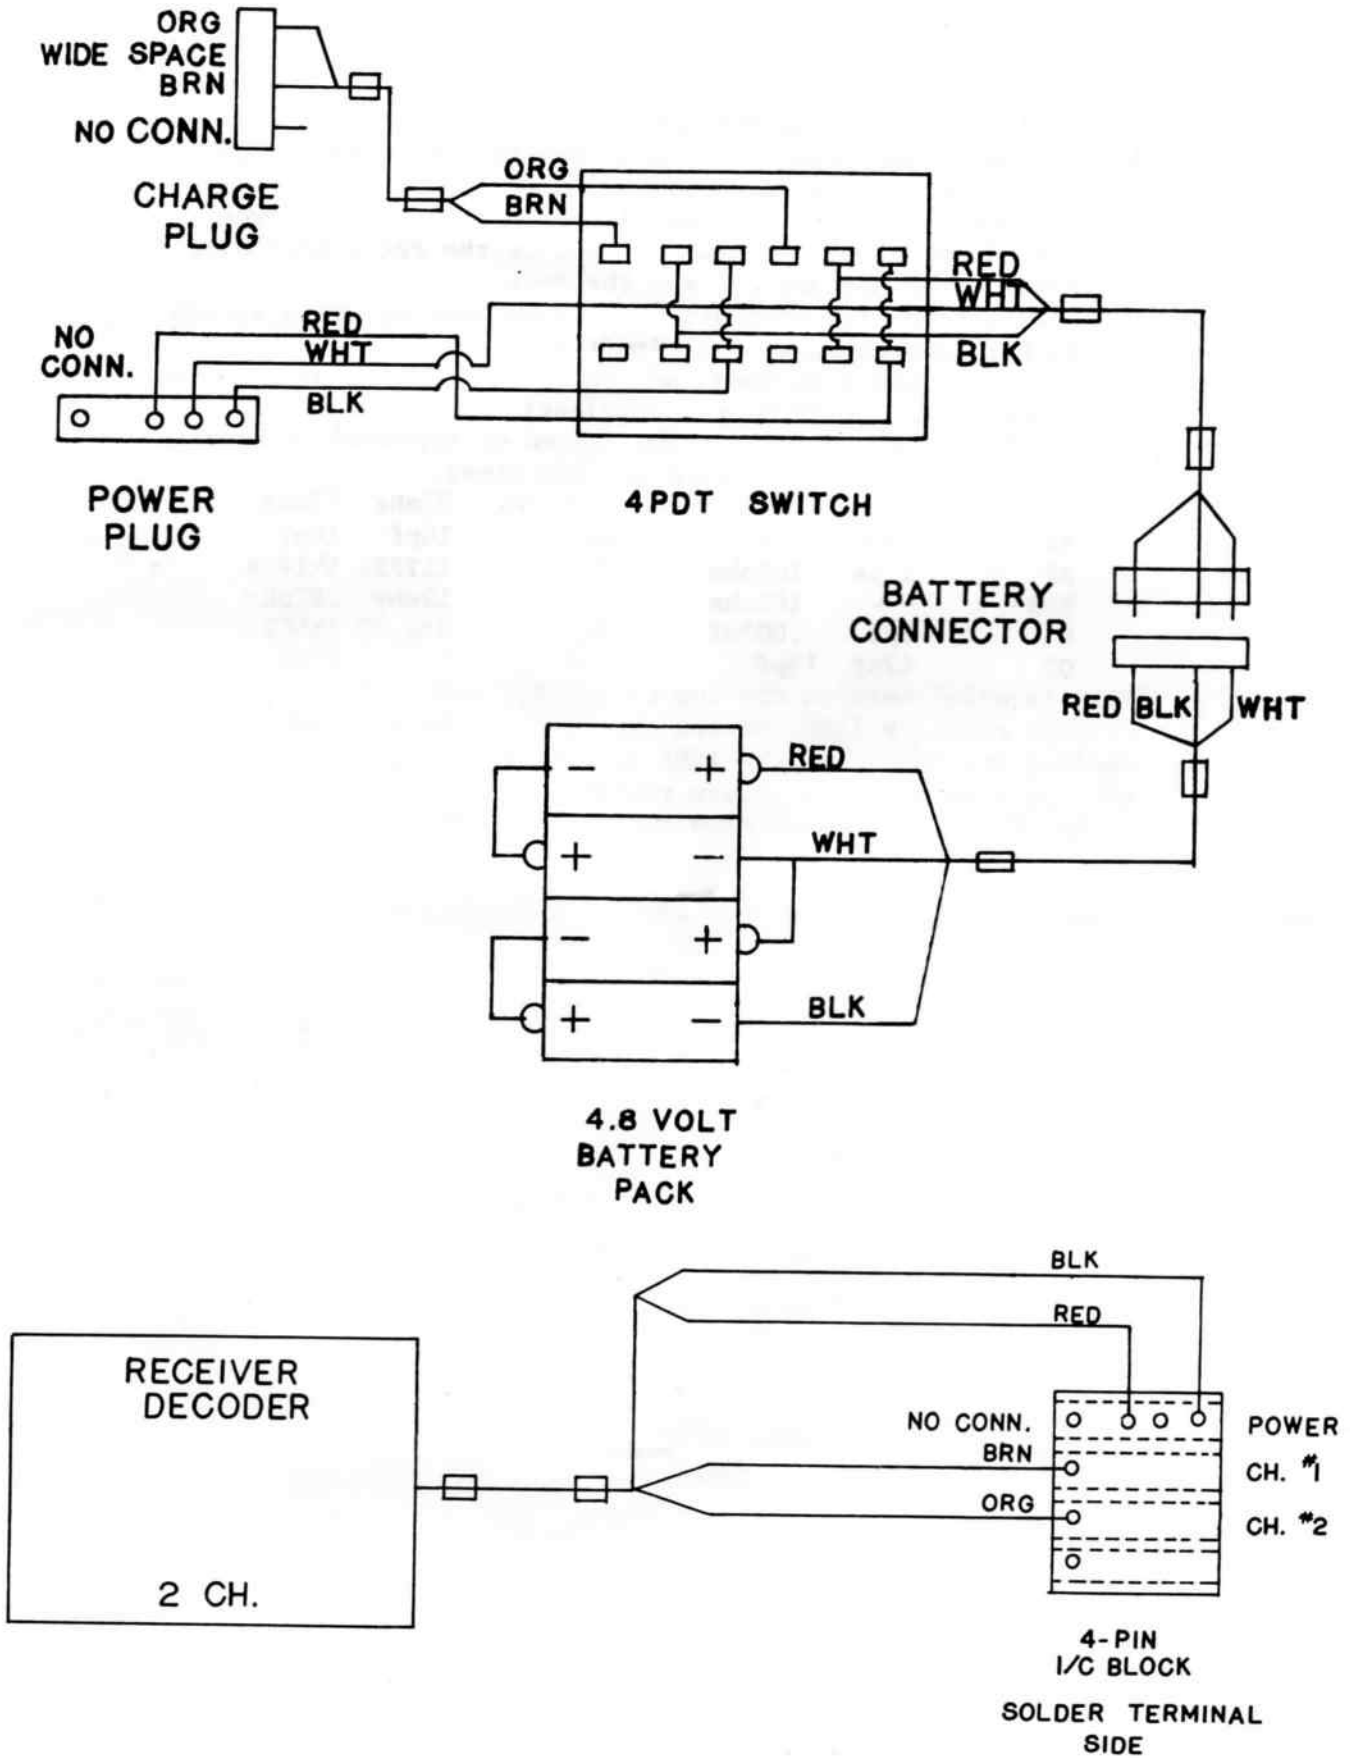 ORG
WIDE SPACE
BRN
NO CONN.
CHARGE
PLUG
ORG
BRN
RED
WHT
BLK
NO
CONN.
RED
WHT
BLK
POWER
PLUG
4PDT SWITCH
BATTERY
CONNECTOR
RED
BLK
WHT
RED
- +
WHT
+ -
- +
BLK
+ -
4.8 VOLT
BATTERY
PACK
BLK
RED
RECEIVER
DECODER
2 CH.
NO CONN.
POWER
BRN
CH. #1
ORG
CH. #2
4-PIN
I/C BLOCK
SOLDER TERMINAL
SIDE